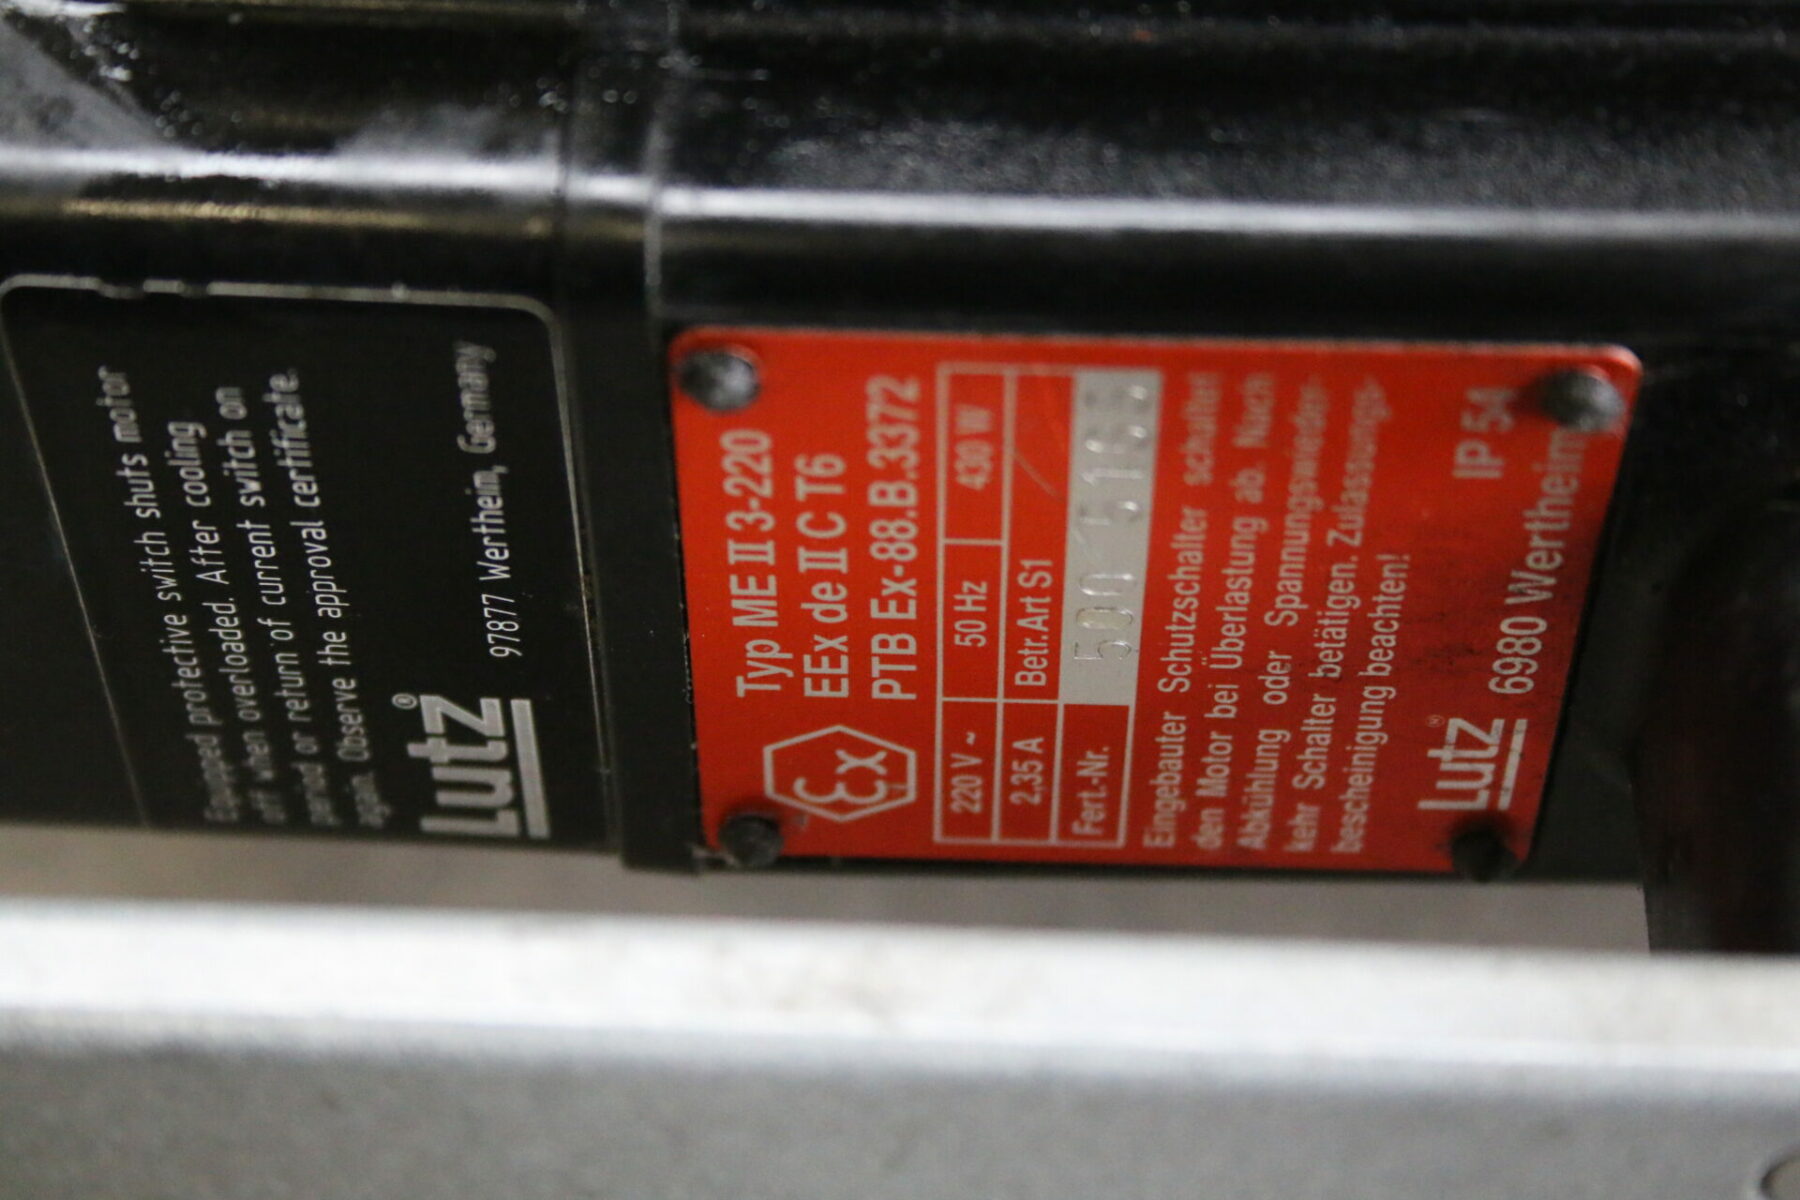 Equipped protective switch shuts motor
off when overloaded. After cooling
period or return of current switch on
again. Observe the approval certificate.
Lutz®
97877 Wertheim, Germany
Typ ME II 3-220
EEx de II C T6
PTB Ex-88.B.3372
Ex
220 V ~ 50 Hz 430 W
2,35 A Betr. Art S1
Fert.-Nr.
Eingebauter Schutzschalter schaltet
den Motor bei Überlastung ab. Nach
Abkühlung oder Spannungswieder-
kehr Schalter betätigen. Zulassungs-
bescheinigung beachten!
IP 54
Lutz® 6980 Wertheim